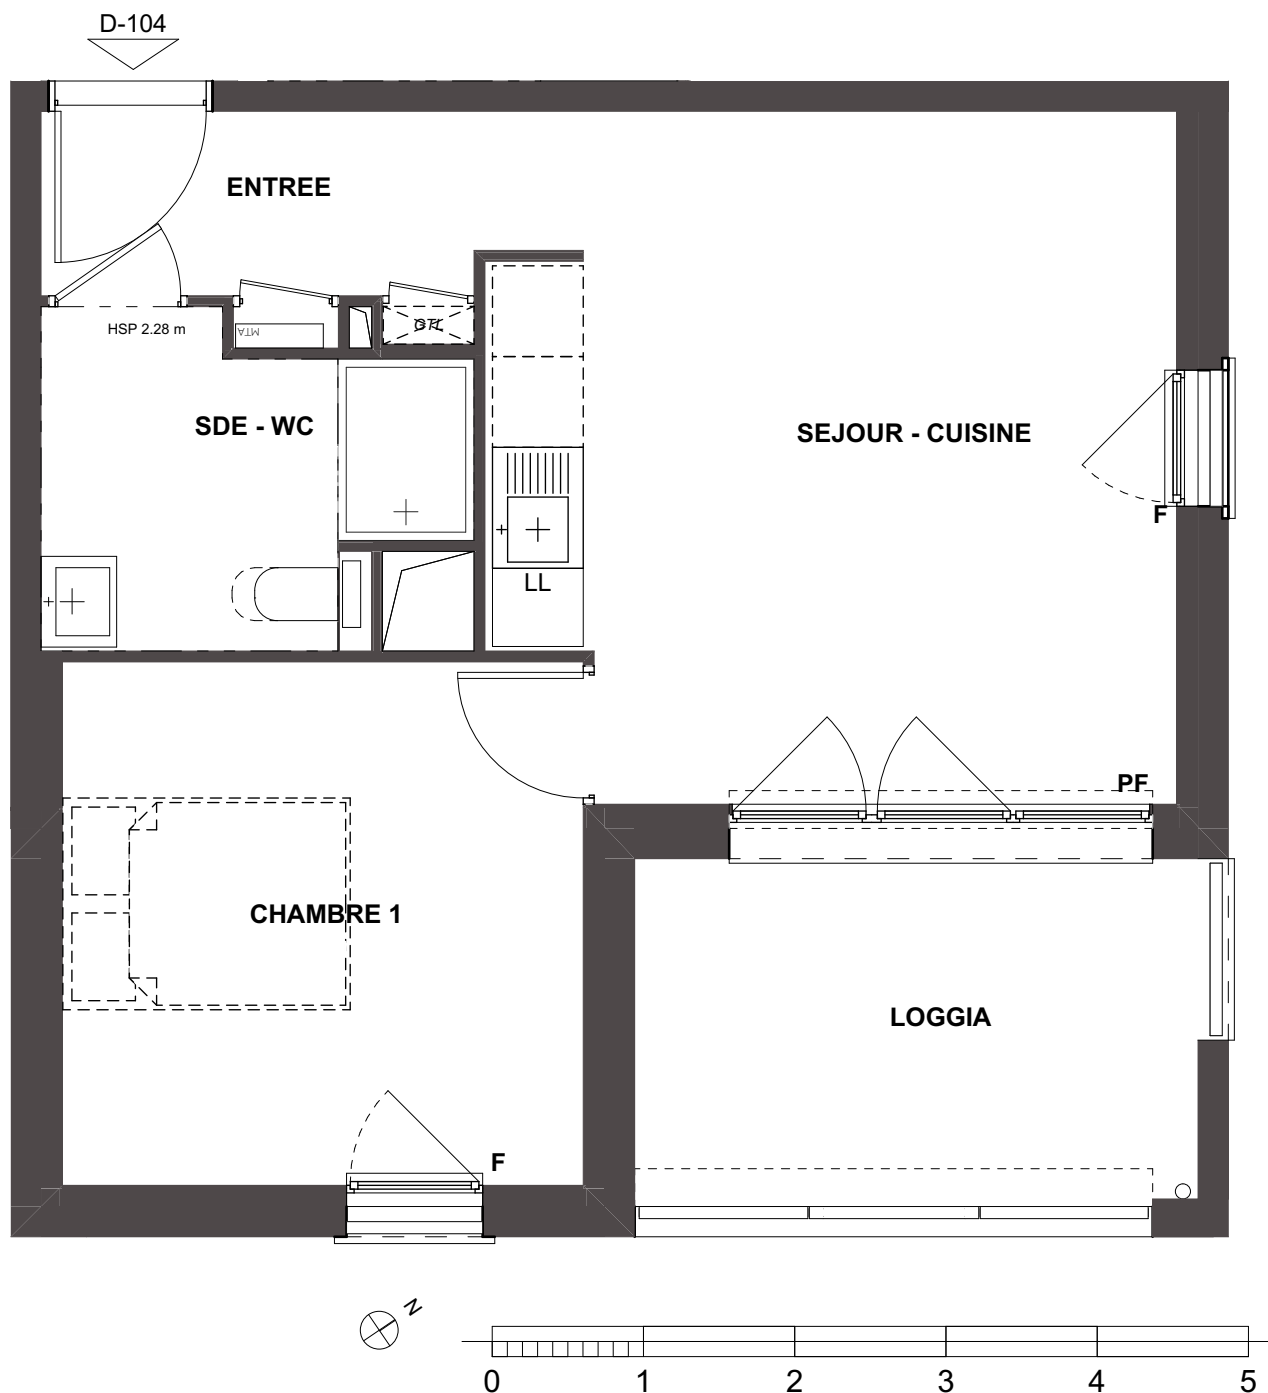 D-104
ENTREE
HSP 2.28 m
MTA
GTL
SDE - WC
SEJOUR - CUISINE
F
LL
PF
CHAMBRE 1
LOGGIA
F
N
0 1 2 3 4 5